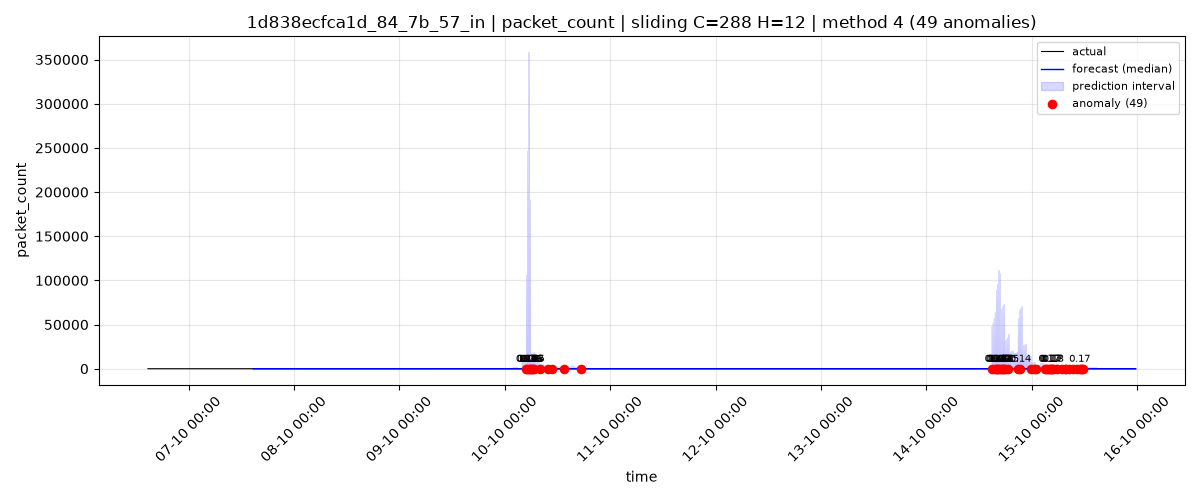 1d838ecfca1d_84_7b_57_in | packet_count | sliding C=288 H=12 | method 4 (49 anomalies)
actual
forecast (median)
prediction interval
anomaly (49)
packet_count
350000
300000
250000
200000
150000
100000
50000
0
0.17
07-10 00:00
08-10 00:00
09-10 00:00
10-10 00:00
11-10 00:00
12-10 00:00
13-10 00:00
14-10 00:00
15-10 00:00
16-10 00:00
time